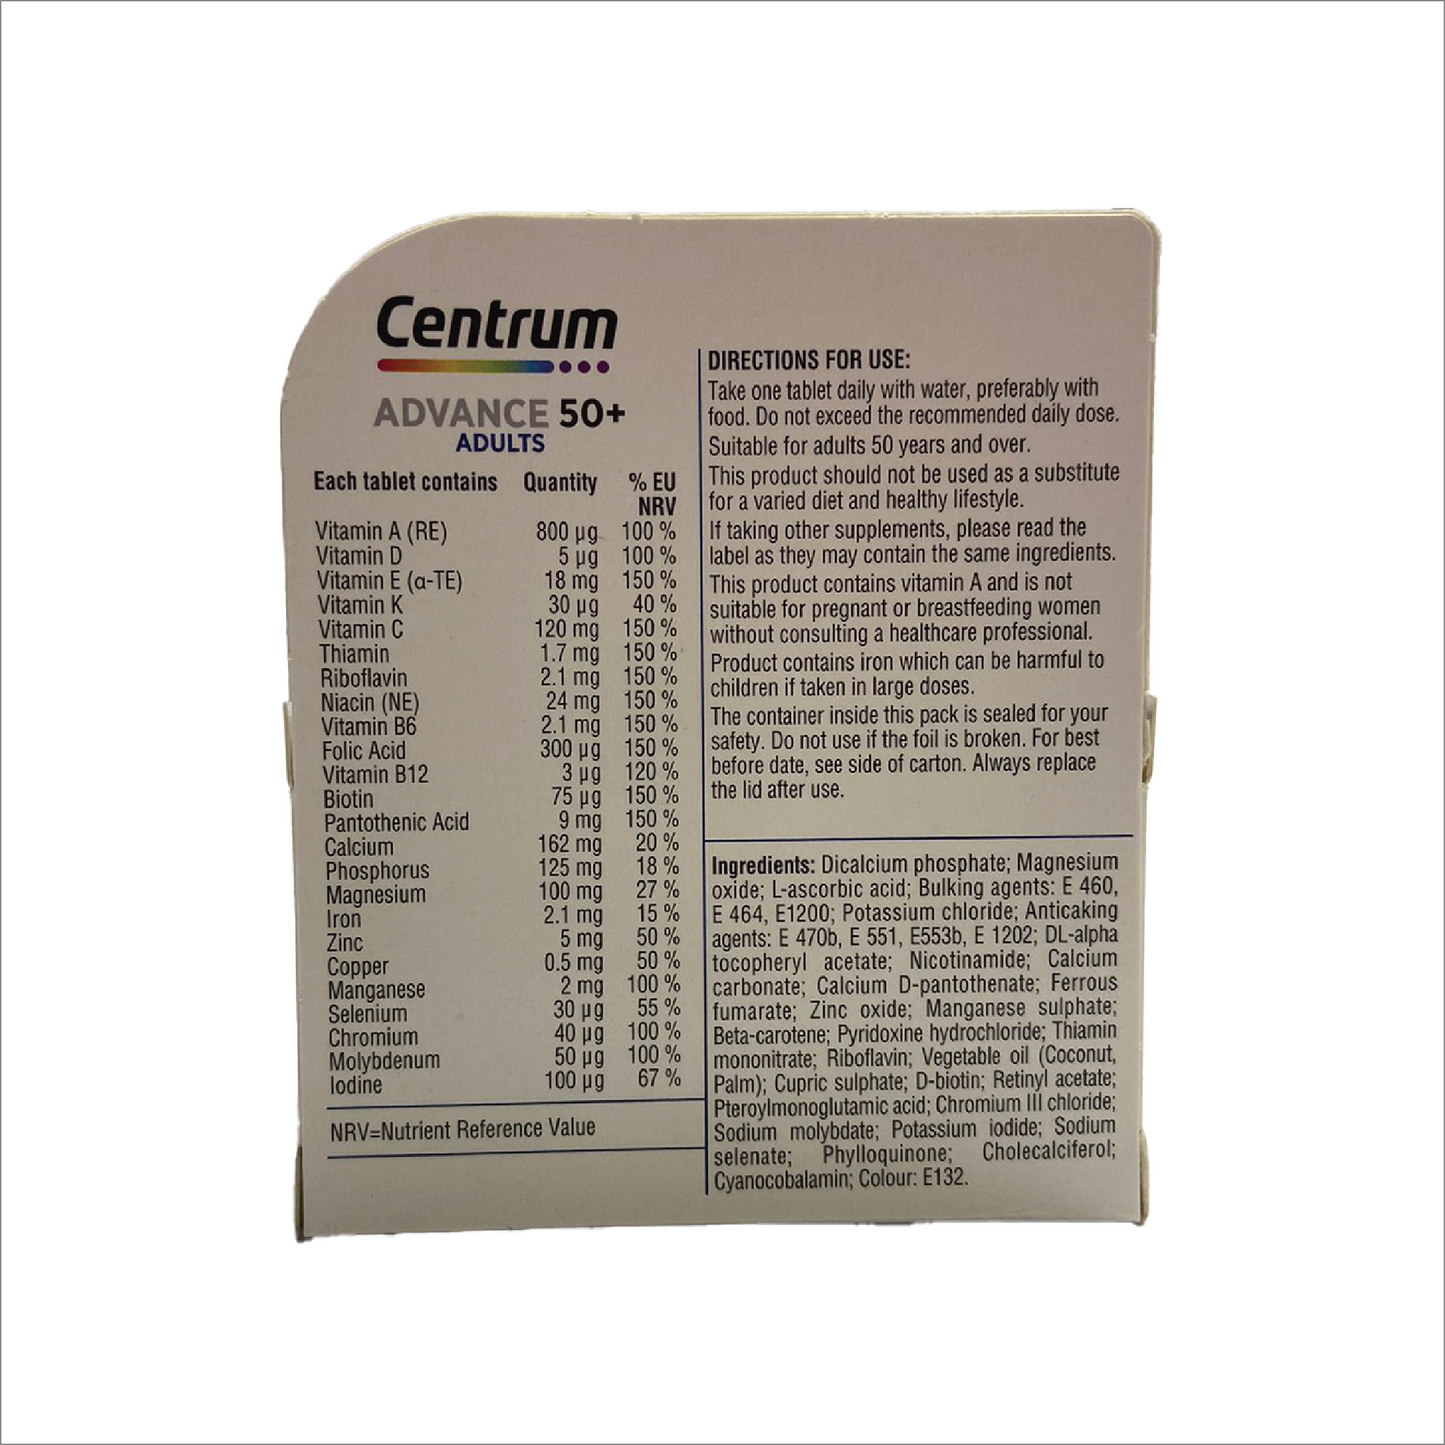 Centrum
ADVANCE 50+
ADULTS
Each tablet contains Quantity % EU
NRV
Vitamin A (RE) 800 µg 100 %
Vitamin D 5 µg 100 %
Vitamin E (α-TE) 18 mg 150 %
Vitamin K 30 µg 40 %
Vitamin C 120 mg 150 %
Thiamin 1.7 mg 150 %
Riboflavin 2.1 mg 150 %
Niacin (NE) 24 mg 150 %
Vitamin B6 2.1 mg 150 %
Folic Acid 300 µg 150 %
Vitamin B12 3 µg 120 %
Biotin 75 µg 150 %
Pantothenic Acid 9 mg 150 %
Calcium 162 mg 20 %
Phosphorus 125 mg 18 %
Magnesium 100 mg 27 %
Iron 2.1 mg 15 %
Zinc 5 mg 50 %
Copper 0.5 mg 50 %
Manganese 2 mg 100 %
Selenium 30 µg 55 %
Chromium 40 µg 100 %
Molybdenum 50 µg 100 %
Iodine 100 µg 67 %
NRV=Nutrient Reference Value
DIRECTIONS FOR USE:
Take one tablet daily with water, preferably with
food. Do not exceed the recommended daily dose.
Suitable for adults 50 years and over.
This product should not be used as a substitute
for a varied diet and healthy lifestyle.
If taking other supplements, please read the
label as they may contain the same ingredients.
This product contains vitamin A and is not
suitable for pregnant or breastfeeding women
without consulting a healthcare professional.
Product contains iron which can be harmful to
children if taken in large doses.
The container inside this pack is sealed for your
safety. Do not use if the foil is broken. For best
before date, see side of carton. Always replace
the lid after use.
Ingredients: Dicalcium phosphate; Magnesium
oxide; L-ascorbic acid; Bulking agents: E 460,
E 464, E1200; Potassium chloride; Anticaking
agents: E 470b, E 551, E553b, E 1202; DL-alpha
tocopheryl acetate; Nicotinamide; Calcium
carbonate; Calcium D-pantothenate; Ferrous
fumarate; Zinc oxide; Manganese sulphate;
Beta-carotene; Pyridoxine hydrochloride; Thiamin
mononitrate; Riboflavin; Vegetable oil (Coconut,
Palm); Cupric sulphate; D-biotin; Retinyl acetate;
Pteroylmonoglutamic acid; Chromium III chloride;
Sodium molybdate; Potassium iodide; Sodium
selenate; Phylloquinone; Cholecalciferol;
Cyanocobalamin; Colour: E132.